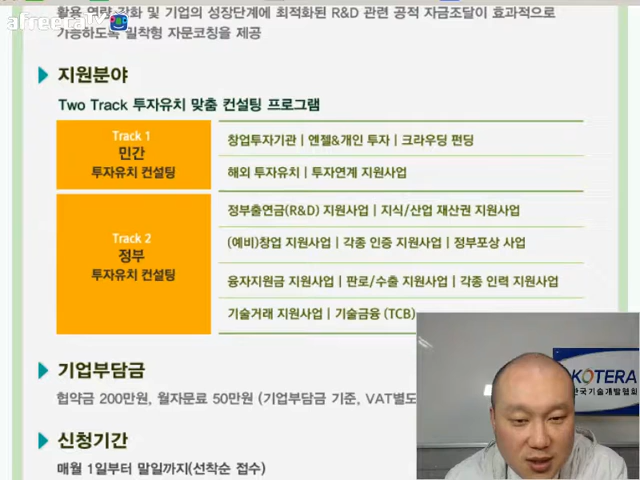 활용 역량 강화 및 기업의 성장단계에 최적화된 R&D 관련 공적 자금조달이 효과적으로
afreecaTV
가능하도록 밀착형 자문코칭을 제공
지원분야
Two Track 투자유치 맞춤 컨설팅 프로그램
Track 1
민간
투자유치 컨설팅
창업투자기관 | 엔젤&개인 투자 | 크라우딩 펀딩
해외 투자유치 | 투자연계 지원사업
Track 2
정부
투자유치 컨설팅
정부출연금(R&D) 지원사업 | 지식/산업 재산권 지원사업
(예비)창업 지원사업 | 각종 인증 지원사업 | 정부포상 사업
융자지원금 지원사업 | 판로/수출 지원사업 | 각종 인력 지원사업
기술거래 지원사업 | 기술금융 (TCB)
기업부담금
협약금 200만원, 월자문료 50만원 (기업부담금 기준, VAT별도
신청기간
매월 1일부터 말일까지(선착순 접수)
KOTERA
한국기술개발협회